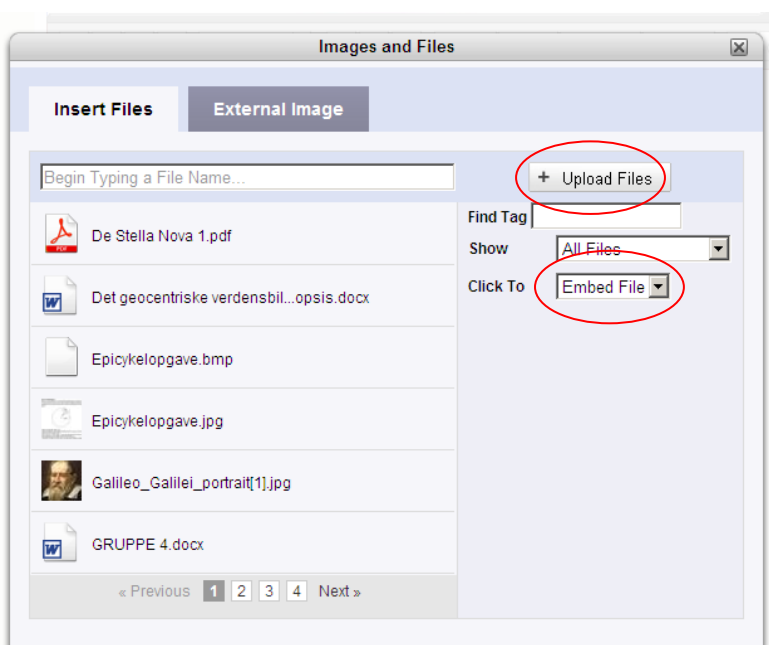 Images and Files
Insert Files
External Image
Begin Typing a File Name...
+ Upload Files
PDF
De Stella Nova 1.pdf
W
Det geocentriske verdensbil...opsis.docx
Epicykelopgave.bmp
Epicykelopgave.jpg
Galileo_Galilei_portrait[1].jpg
W
GRUPPE 4.docx
« Previous 1 2 3 4 Next »
Find Tag
Show All Files
Click To Embed File